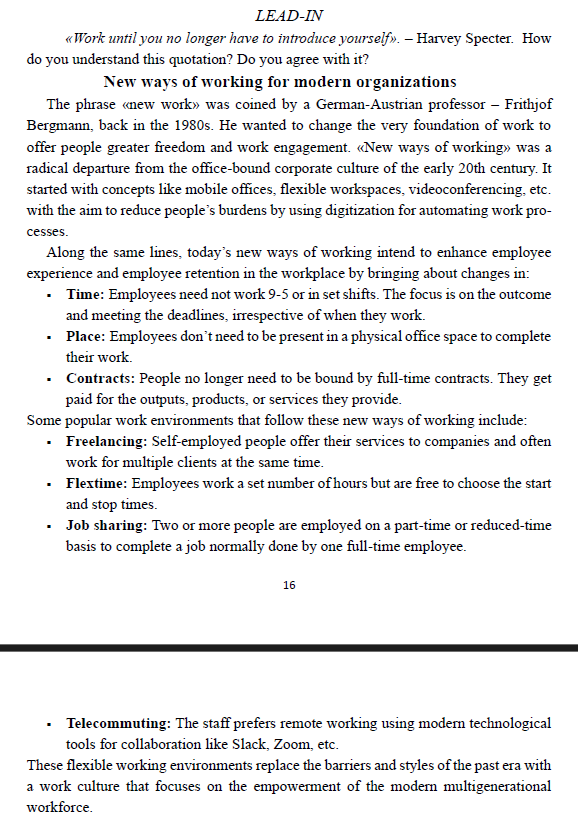 LEAD-IN
«Work until you no longer have to introduce yourself». – Harvey Specter. How
do you understand this quotation? Do you agree with it?
New ways of working for modern organizations
The phrase «new work» was coined by a German-Austrian professor – Frithjof
Bergmann, back in the 1980s. He wanted to change the very foundation of work to
offer people greater freedom and work engagement. «New ways of working» was a
radical departure from the office-bound corporate culture of the early 20th century. It
started with concepts like mobile offices, flexible workspaces, videoconferencing, etc.
with the aim to reduce people's burdens by using digitization for automating work pro-
cesses.
Along the same lines, today's new ways of working intend to enhance employee
experience and employee retention in the workplace by bringing about changes in:
▪ Time: Employees need not work 9-5 or in set shifts. The focus is on the outcome
and meeting the deadlines, irrespective of when they work.
▪ Place: Employees don't need to be present in a physical office space to complete
their work.
▪ Contracts: People no longer need to be bound by full-time contracts. They get
paid for the outputs, products, or services they provide.
Some popular work environments that follow these new ways of working include:
▪ Freelancing: Self-employed people offer their services to companies and often
work for multiple clients at the same time.
▪ Flextime: Employees work a set number of hours but are free to choose the start
and stop times.
▪ Job sharing: Two or more people are employed on a part-time or reduced-time
basis to complete a job normally done by one full-time employee.
16
▪ Telecommuting: The staff prefers remote working using modern technological
tools for collaboration like Slack, Zoom, etc.
These flexible working environments replace the barriers and styles of the past era with
a work culture that focuses on the empowerment of the modern multigenerational
workforce.